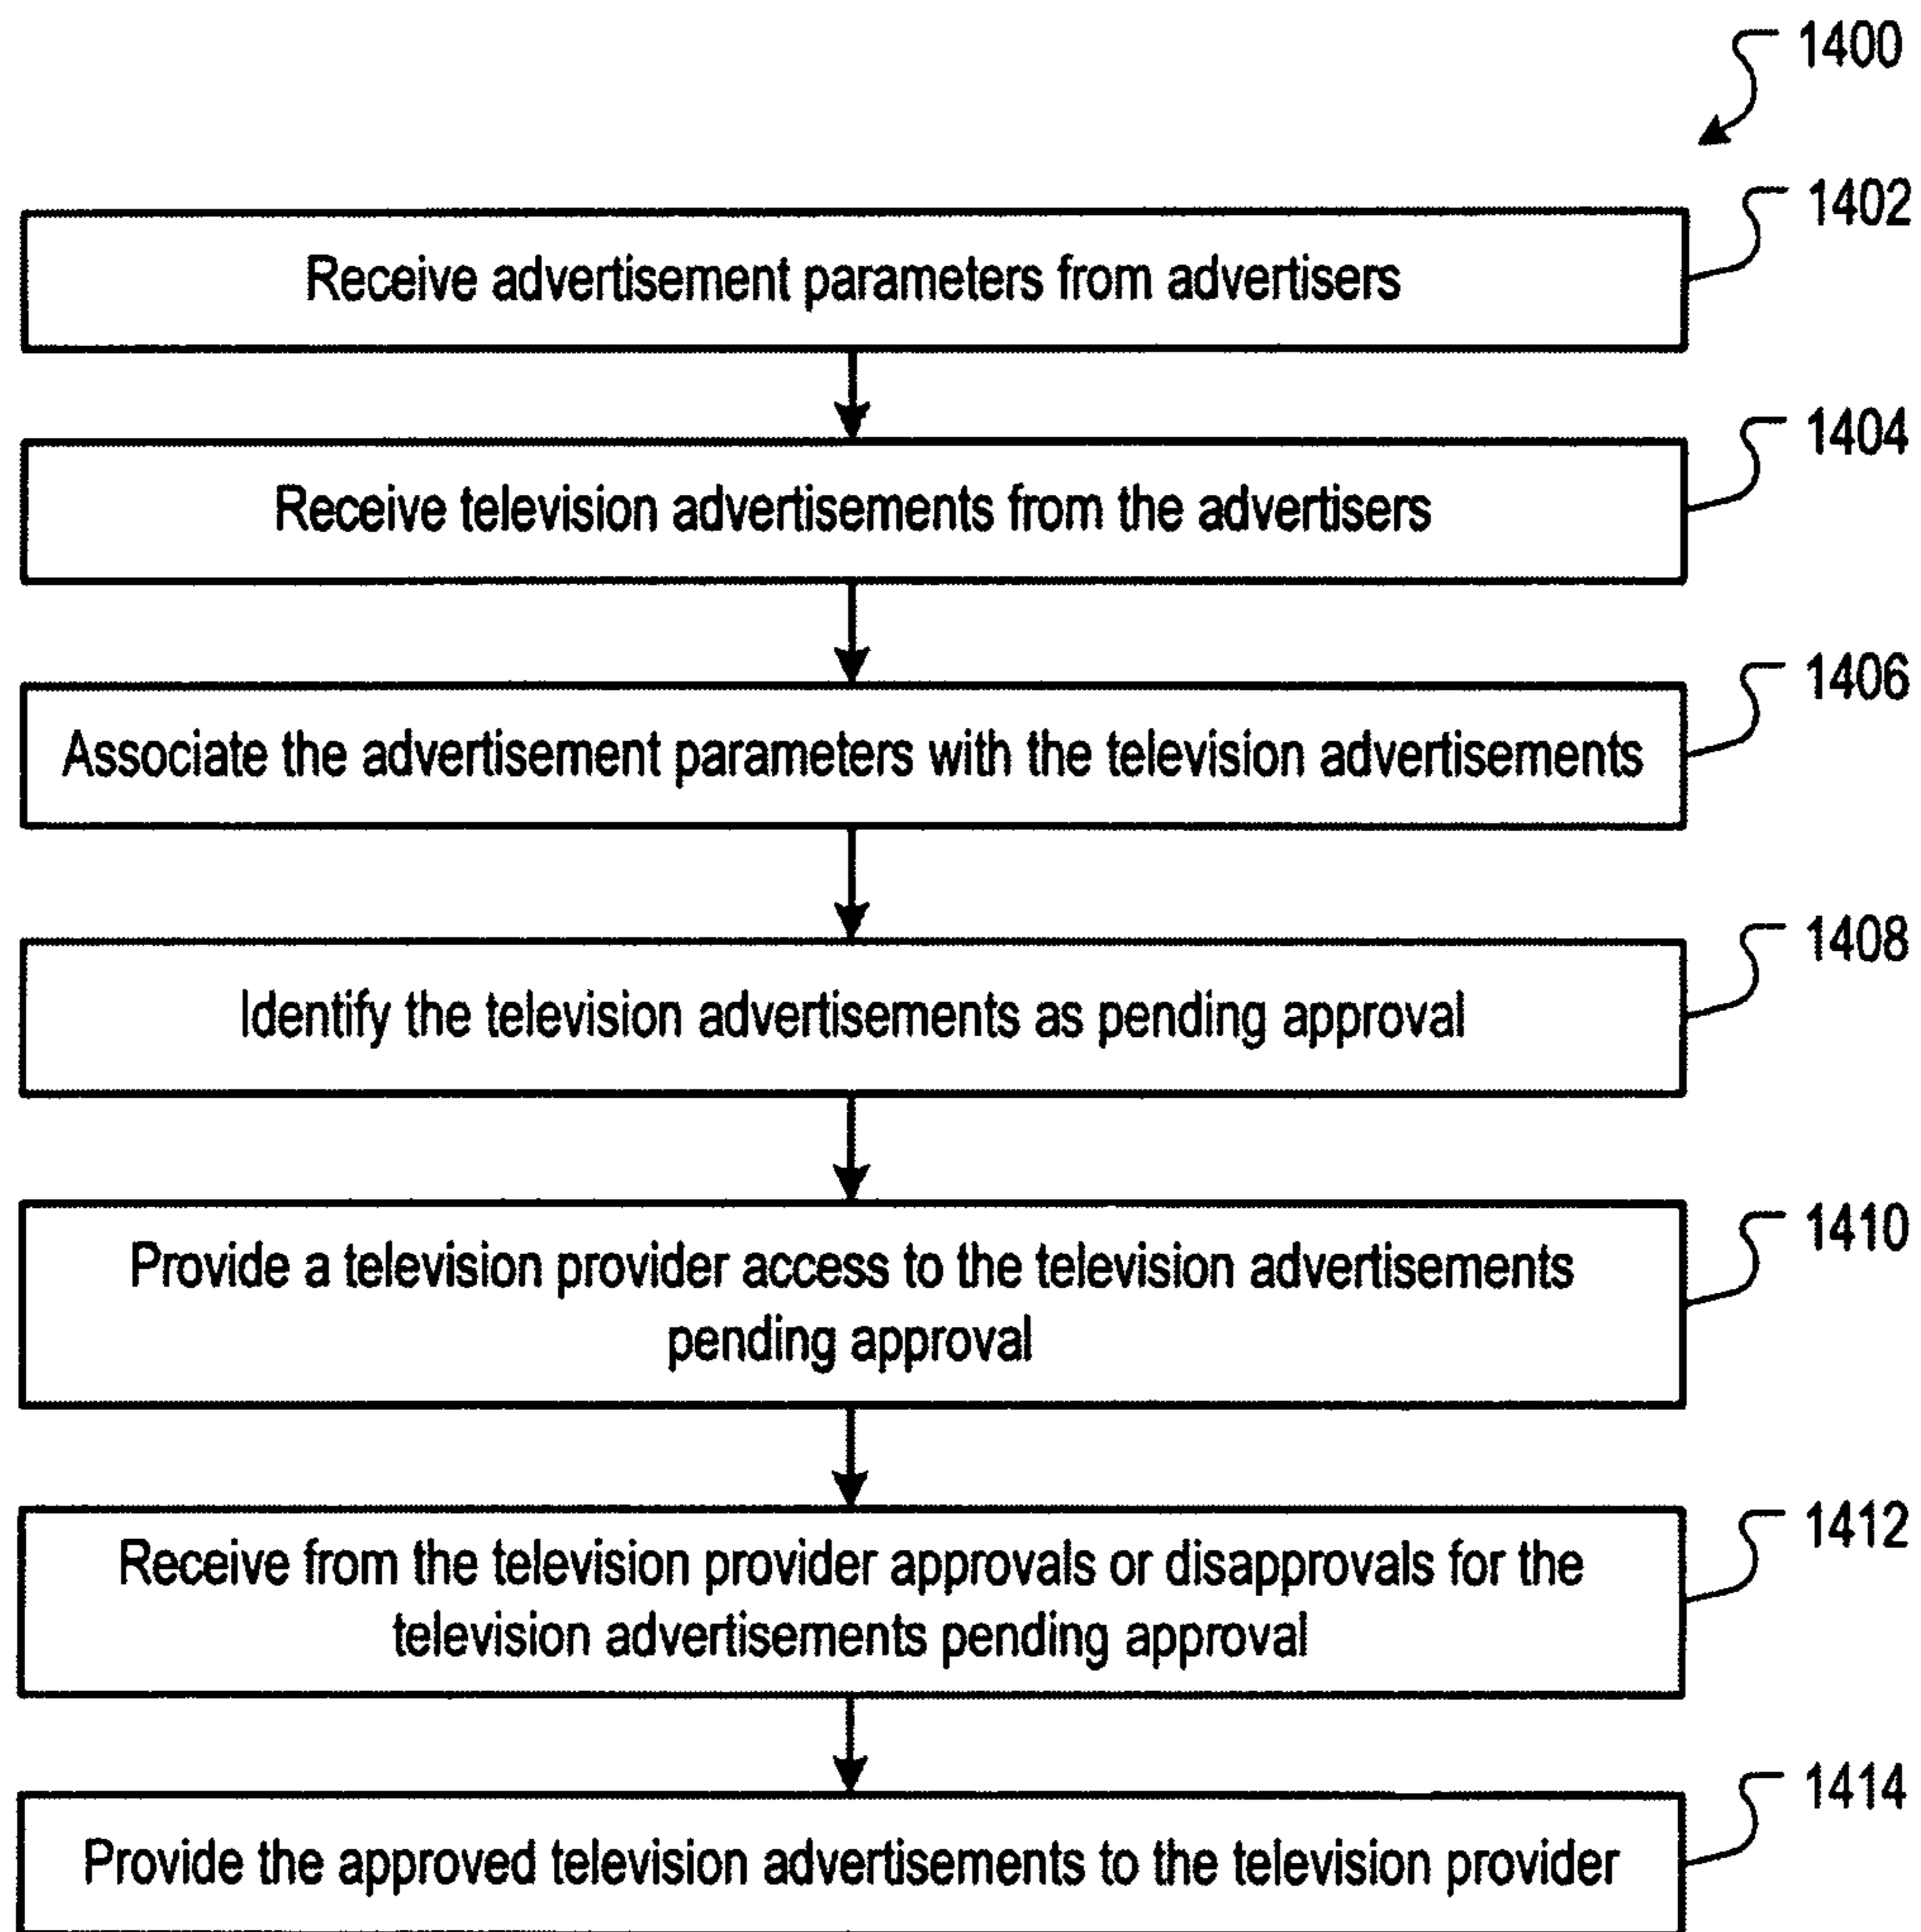 1400
1402
Receive advertisement parameters from advertisers
1404
Receive television advertisements from the advertisers
1406
Associate the advertisement parameters with the television advertisements
1408
Identify the television advertisements as pending approval
1410
Provide a television provider access to the television advertisements
pending approval
1412
Receive from the television provider approvals or disapprovals for the
television advertisements pending approval
1414
Provide the approved television advertisements to the television provider